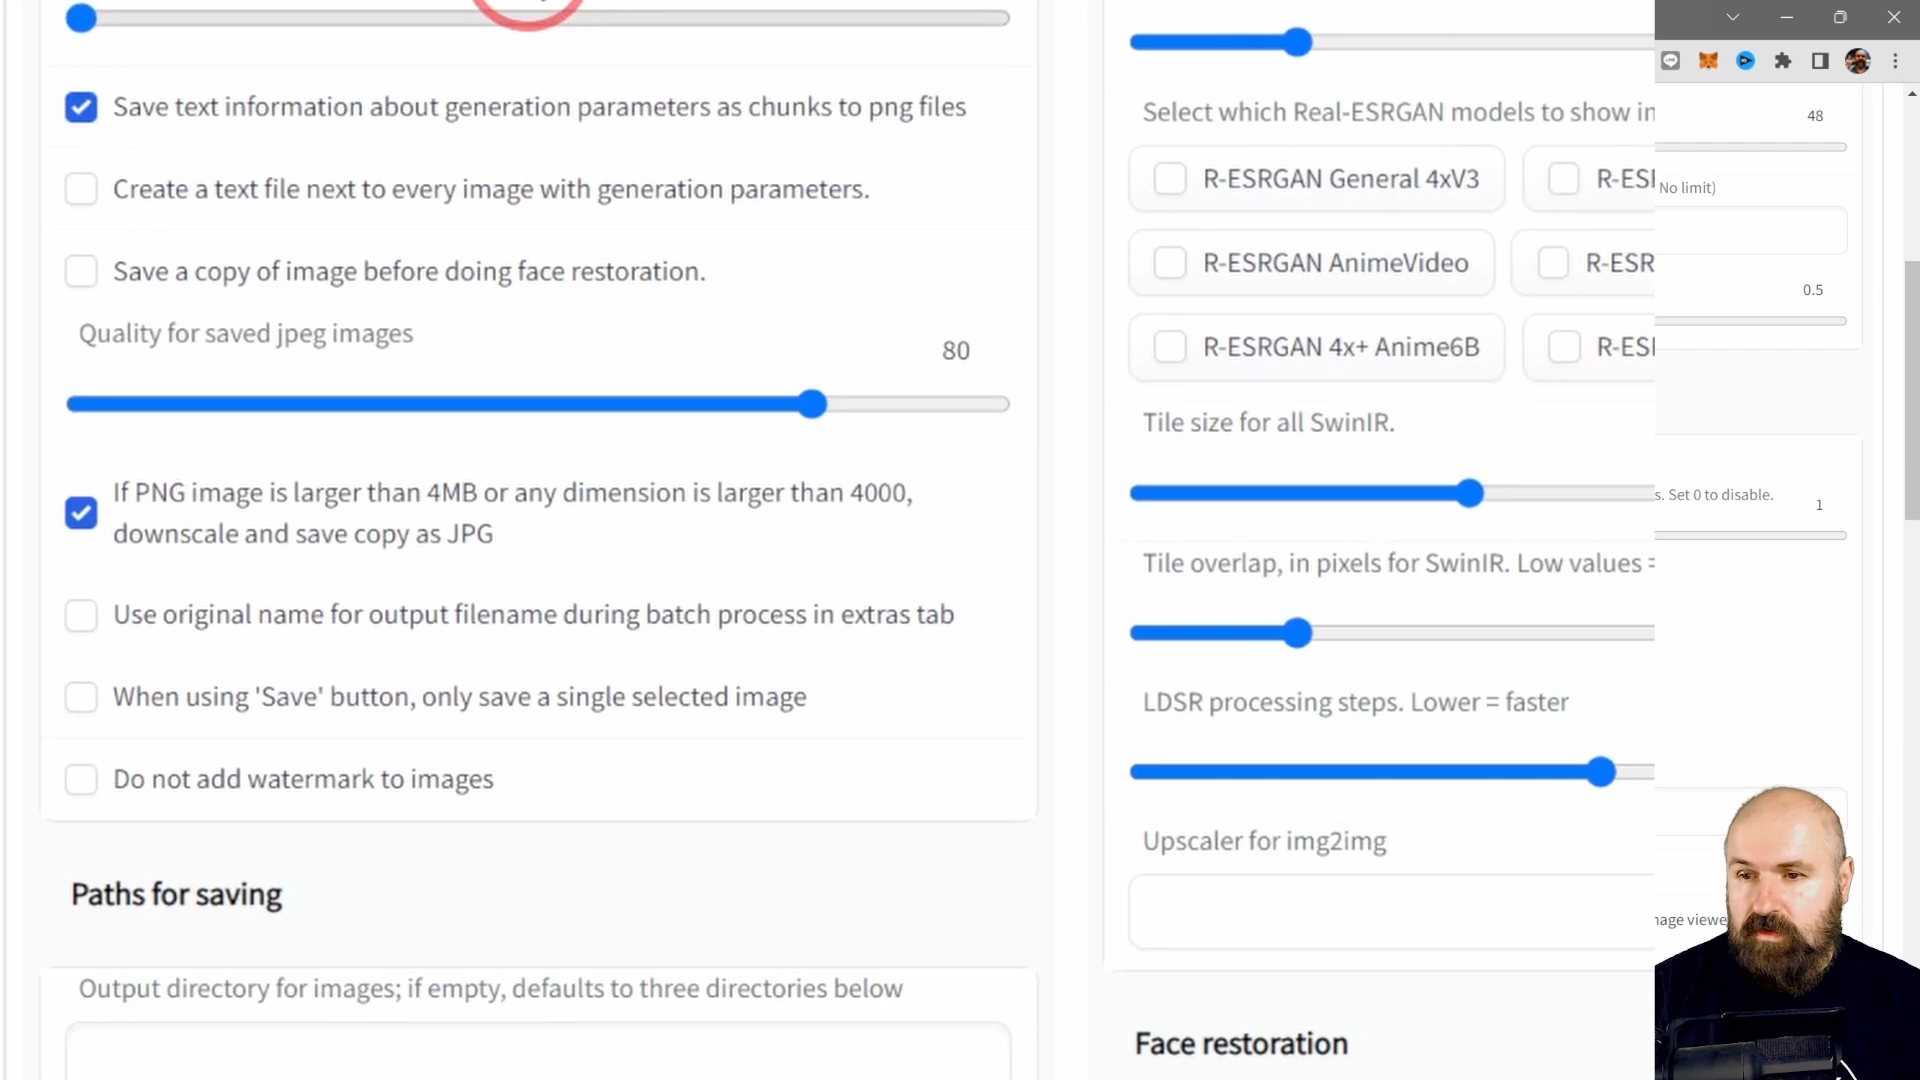 Save text information about generation parameters as chunks to png files
Create a text file next to every image with generation parameters.
Save a copy of image before doing face restoration.
Quality for saved jpeg images
80
If PNG image is larger than 4MB or any dimension is larger than 4000,
downscale and save copy as JPG
Use original name for output filename during batch process in extras tab
When using 'Save' button, only save a single selected image
Do not add watermark to images
Paths for saving
Output directory for images; if empty, defaults to three directories below
Select which Real-ESRGAN models to show in
R-ESRGAN General 4xV3
R-ESR
R-ESRGAN AnimeVideo
R-ESR
R-ESRGAN 4x+ Anime6B
R-ESR
Tile size for all SwinIR.
Tile overlap, in pixels for SwinIR. Low values =
LDSR processing steps. Lower = faster
Upscaler for img2img
Face restoration
48
No limit)
0.5
s. Set 0 to disable.
1